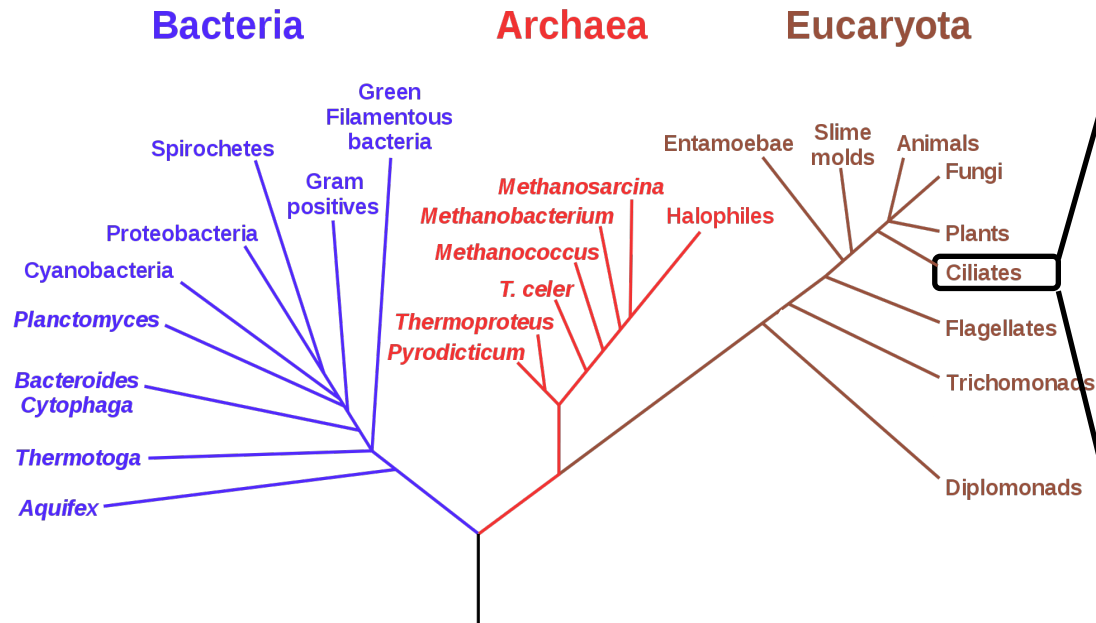 Bacteria
Archaea
Eucaryota
Green
Filamentous
bacteria
Spirochetes
Gram
positives
Proteobacteria
Cyanobacteria
Planctomyces
Bacteroides
Cytophaga
Thermotoga
Aquifex
Methanosarcina
Methanobacterium
Halophiles
Methanococcus
T. celer
Thermoproteus
Pyrodicticum
Entamoebae
Slime
molds
Animals
Fungi
Plants
Ciliates
Flagellates
Trichomonads
Diplomonads